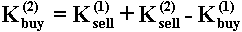 K_buy^(2) = K_sell^(1) + K_sell^(2) - K_buy^(1)